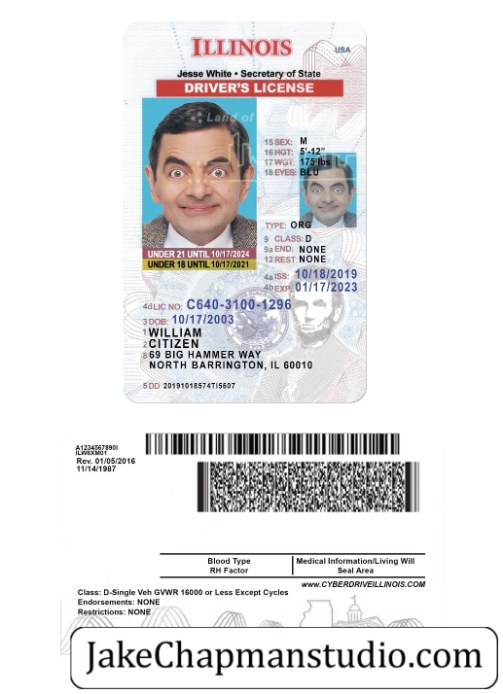 ILLINOIS
USA
Jesse White • Secretary of State
DRIVER'S LICENSE
Land of
15 SEX: M
16 HGT: 5'-12"
17 WGT: 175 lbs
18 EYES: BLU
TYPE: ORG
9 CLASS: D
9a END: NONE
12 REST NONE
UNDER 21 UNTIL 10/17/2024
UNDER 18 UNTIL 10/17/2021
4a ISS: 10/18/2019
4b EXP: 01/17/2023
4d LIC NO: C640-3100-1296
3 DOB: 10/17/2003
1 WILLIAM
2 CITIZEN
8 69 BIG HAMMER WAY
NORTH BARRINGTON, IL 60010
5 DD 20191018574TI5607
A1234567890I
ILW6XM01
Rev. 01/05/2016
11/14/1987
Blood Type
RH Factor
Medical Information/Living Will
Seal Area
www.CYBERDRIVEILLINOIS.COM
Class: D-Single Veh GVWR 16000 or Less Except Cycles
Endorsements: NONE
Restrictions: NONE
JakeChapmanstudio.com